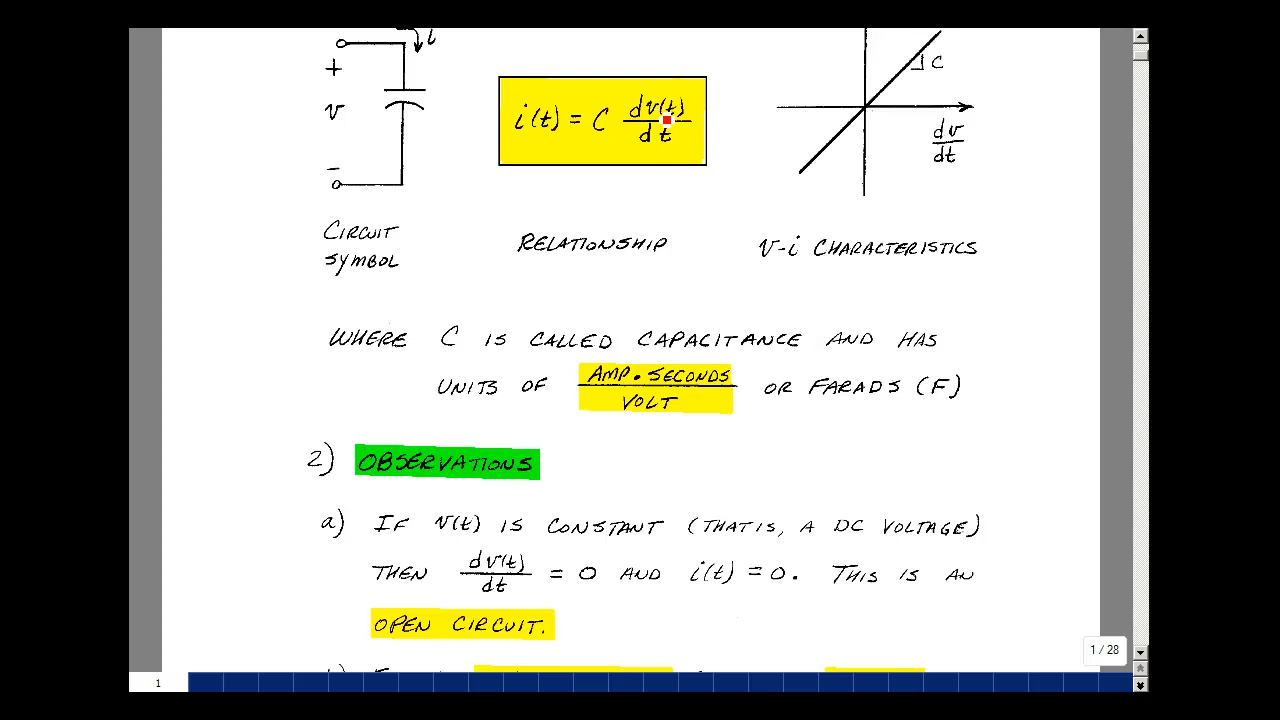 i
+
v
−
i(t) = C dv(t)/dt
C
dv/dt
CIRCUIT SYMBOL
RELATIONSHIP
v-i CHARACTERISTICS
WHERE C IS CALLED CAPACITANCE AND HAS
UNITS OF AMP·SECONDS/VOLT OR FARADS (F)
2) OBSERVATIONS
a) IF v(t) IS CONSTANT (THAT IS, A DC VOLTAGE)
THEN dv(t)/dt = 0 AND i(t) = 0. THIS IS AN
OPEN CIRCUIT.
1 / 28
1